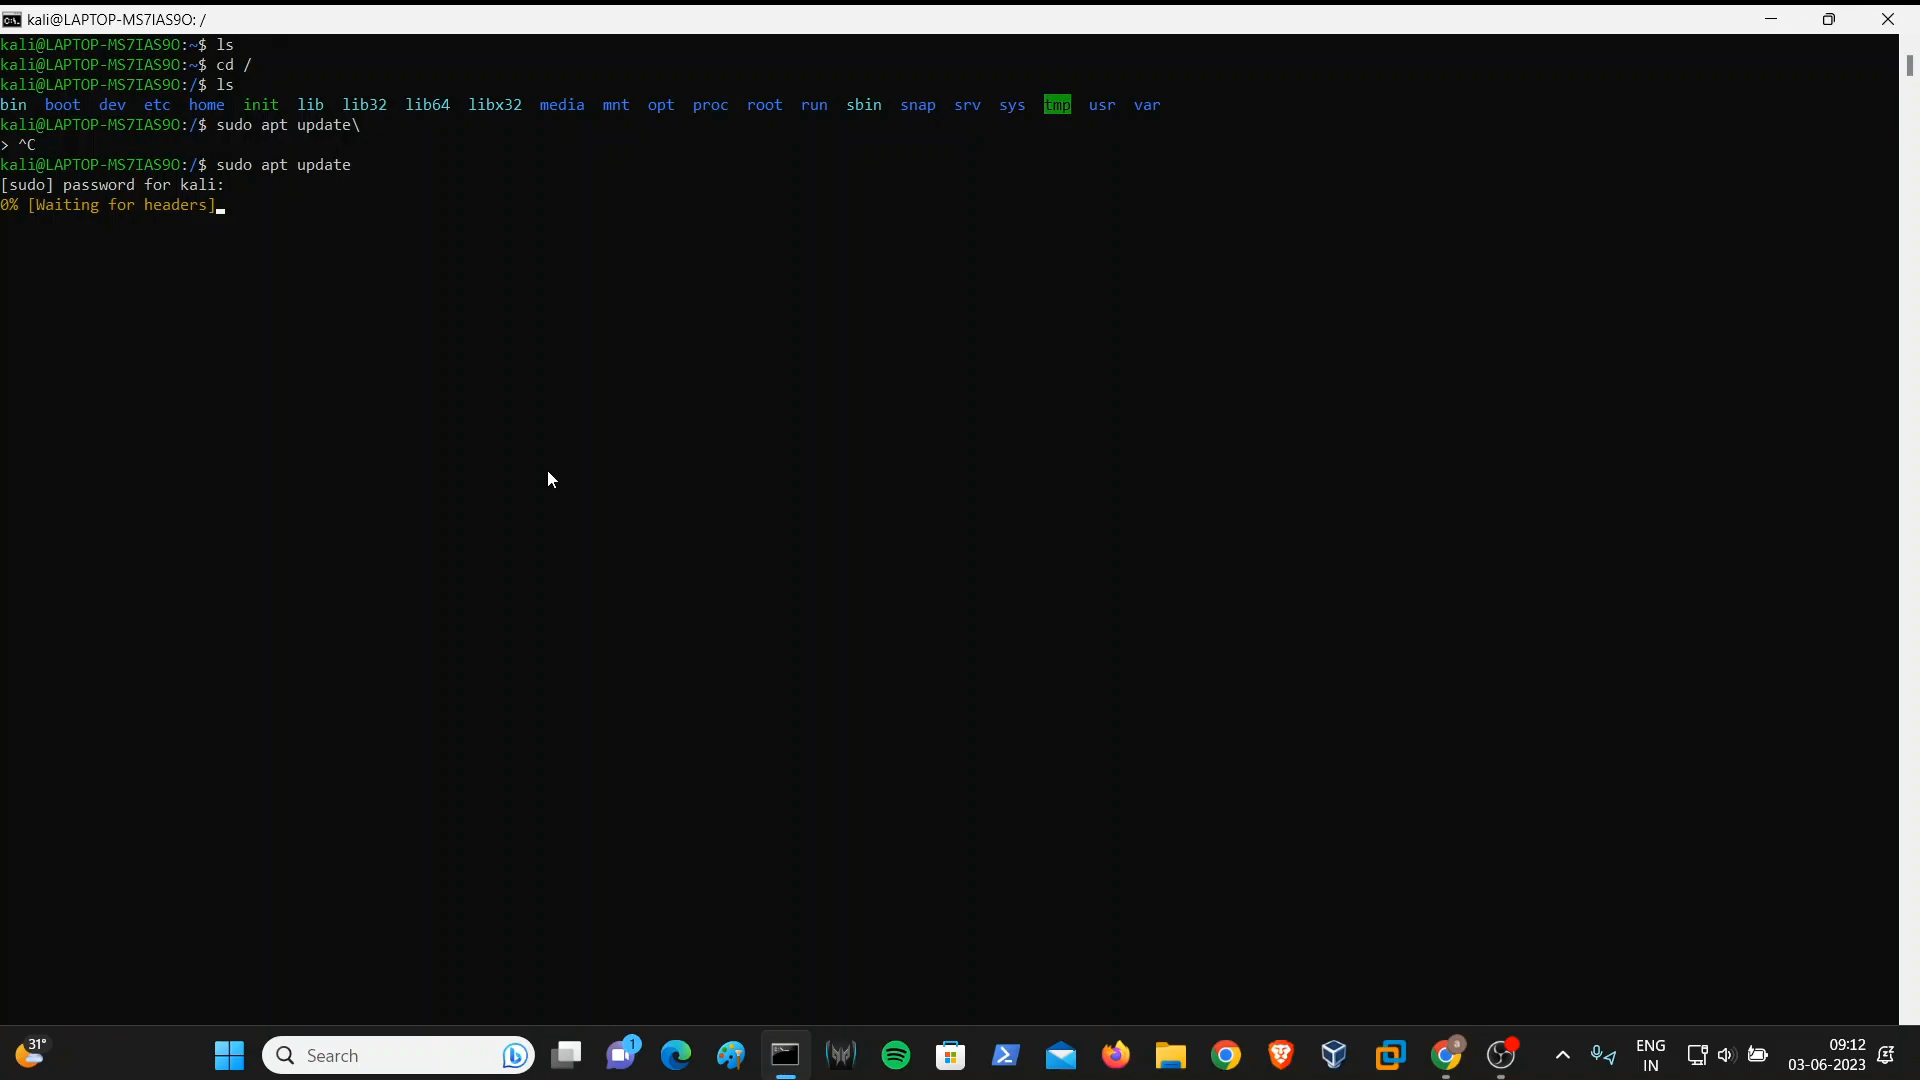 kali@LAPTOP-MS7IAS9O: /
kali@LAPTOP-MS7IAS9O:~$ ls
kali@LAPTOP-MS7IAS9O:~$ cd /
kali@LAPTOP-MS7IAS9O:/$ ls
bin boot dev etc home init lib lib32 lib64 libx32 media mnt opt proc root run sbin snap srv sys tmp usr var
kali@LAPTOP-MS7IAS9O:/$ sudo apt update\
> ^C
kali@LAPTOP-MS7IAS9O:/$ sudo apt update
[sudo] password for kali:
0% [Waiting for headers]
31°
Search
1
a
ENG
IN
09:12
03-06-2023